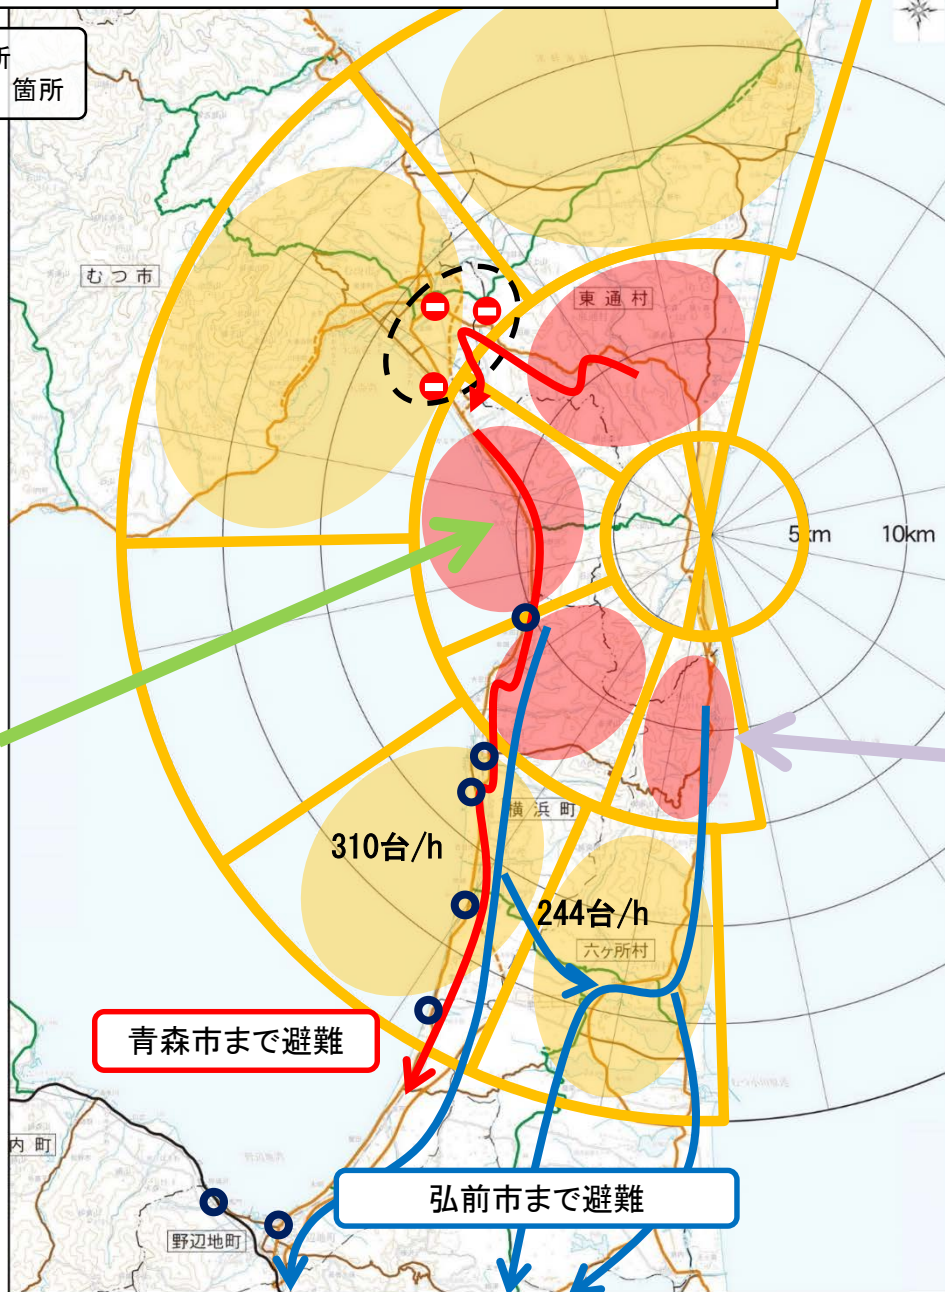 所
箇所
むつ市
東通村
5km
10km
横浜町
310台/h
244台/h
六ヶ所村
青森市まで避難
内町
弘前市まで避難
野辺地町